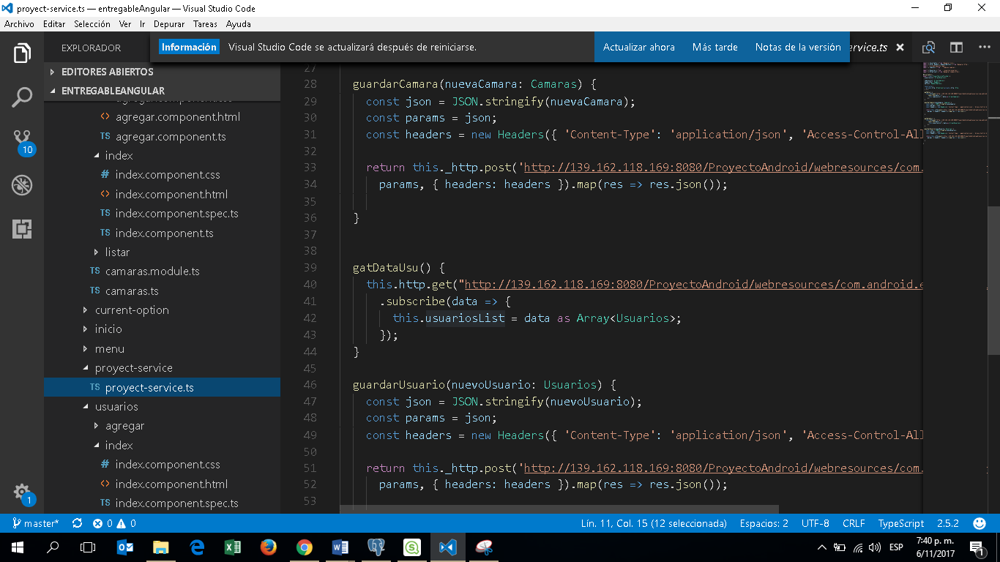 proyect-service.ts — entregableAngular — Visual Studio Code
Archivo Editar Selección Ver Ir Depurar Tareas Ayuda
EXPLORADOR
Información Visual Studio Code se actualizará después de reiniciarse. Actualizar ahora Más tarde Notas de la versión
ervice.ts
EDITORES ABIERTOS
ENTREGABLEANGULAR
agregar.component.css
agregar.component.html
TS agregar.component.ts
index
# index.component.css
index.component.html
TS index.component.spec.ts
TS index.component.ts
listar
TS camaras.module.ts
TS camaras.ts
current-option
inicio
menu
proyect-service
TS proyect-service.ts
usuarios
agregar
index
# index.component.css
index.component.html
TS index.component.spec.ts
10
1
27
28 guardarCamara(nuevaCamara: Camaras) {
29 const json = JSON.stringify(nuevaCamara);
30 const params = json;
31 const headers = new Headers({ 'Content-Type': 'application/json', 'Access-Control-All
32
33 return this._http.post('http://139.162.118.169:8080/ProyectoAndroid/webresources/com.
34 params, { headers: headers }).map(res => res.json());
35
36 }
37
38
39 gatDataUsu() {
40 this.http.get("http://139.162.118.169:8080/ProyectoAndroid/webresources/com.android.e
41 .subscribe(data => {
42 this.usuariosList = data as Array<Usuarios>;
43 });
44 }
45
46 guardarUsuario(nuevoUsuario: Usuarios) {
47 const json = JSON.stringify(nuevoUsuario);
48 const params = json;
49 const headers = new Headers({ 'Content-Type': 'application/json', 'Access-Control-All
50
51 return this._http.post('http://139.162.118.169:8080/ProyectoAndroid/webresources/com.
52 params, { headers: headers }).map(res => res.json());
53
master* 0 0 Lín. 11, Col. 15 (12 seleccionada) Espacios: 2 UTF-8 CRLF TypeScript 2.5.2
ESP
7:40 p. m.
6/11/2017
1